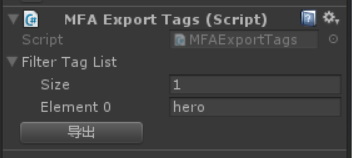 MFA Export Tags (Script)
Script MFAExportTags
Filter Tag List
Size 1
Element 0 hero
导出